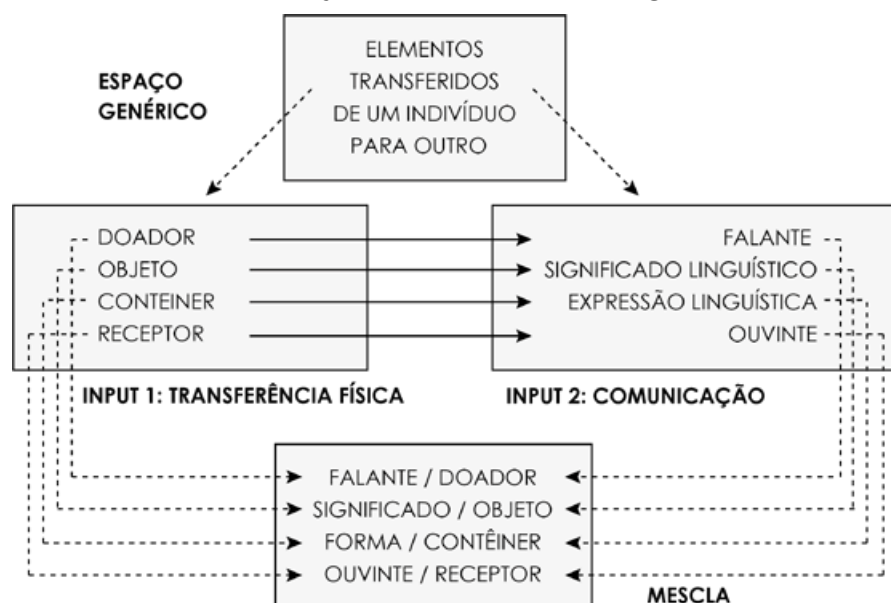 ELEMENTOS
TRANSFERIDOS
DE UM INDIVÍDUO
PARA OUTRO
ESPAÇO
GENÉRICO
DOADOR
OBJETO
CONTEINER
RECEPTOR
FALANTE
SIGNIFICADO LINGUÍSTICO
EXPRESSÃO LINGUÍSTICA
OUVINTE
INPUT 1: TRANSFERÊNCIA FÍSICA
INPUT 2: COMUNICAÇÃO
FALANTE / DOADOR
SIGNIFICADO / OBJETO
FORMA / CONTÊINER
OUVINTE / RECEPTOR
MESCLA